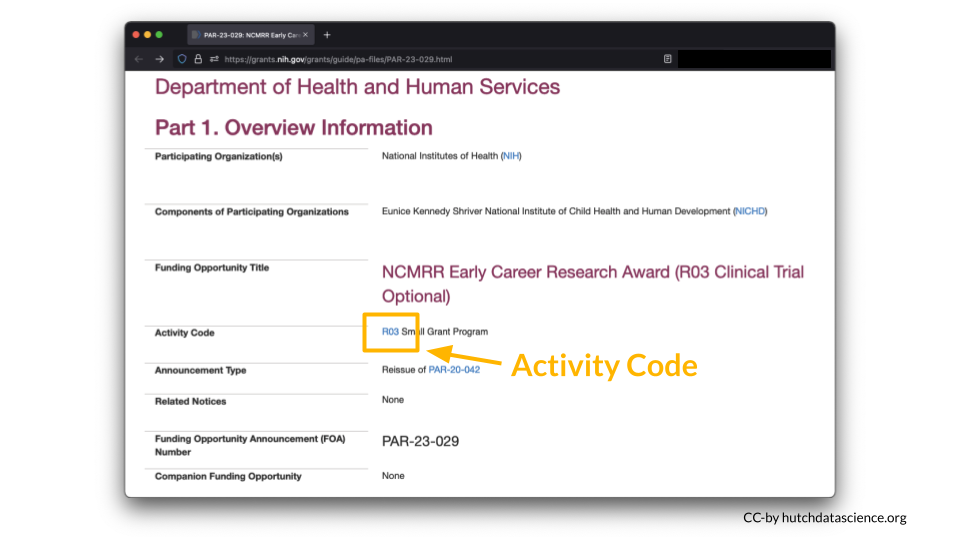 PAR-23-029: NCMRR Early Care
https://grants.nih.gov/grants/guide/pa-files/PAR-23-029.html
Department of Health and Human Services
Part 1. Overview Information
Participating Organization(s)
National Institutes of Health (NIH)
Components of Participating Organizations
Eunice Kennedy Shriver National Institute of Child Health and Human Development (NICHD)
Funding Opportunity Title
NCMRR Early Career Research Award (R03 Clinical Trial
Optional)
Activity Code
R03 Small Grant Program
Activity Code
Announcement Type
Reissue of PAR-20-042
Related Notices
None
Funding Opportunity Announcement (FOA)
Number
PAR-23-029
Companion Funding Opportunity
None
CC-by hutchdatascience.org